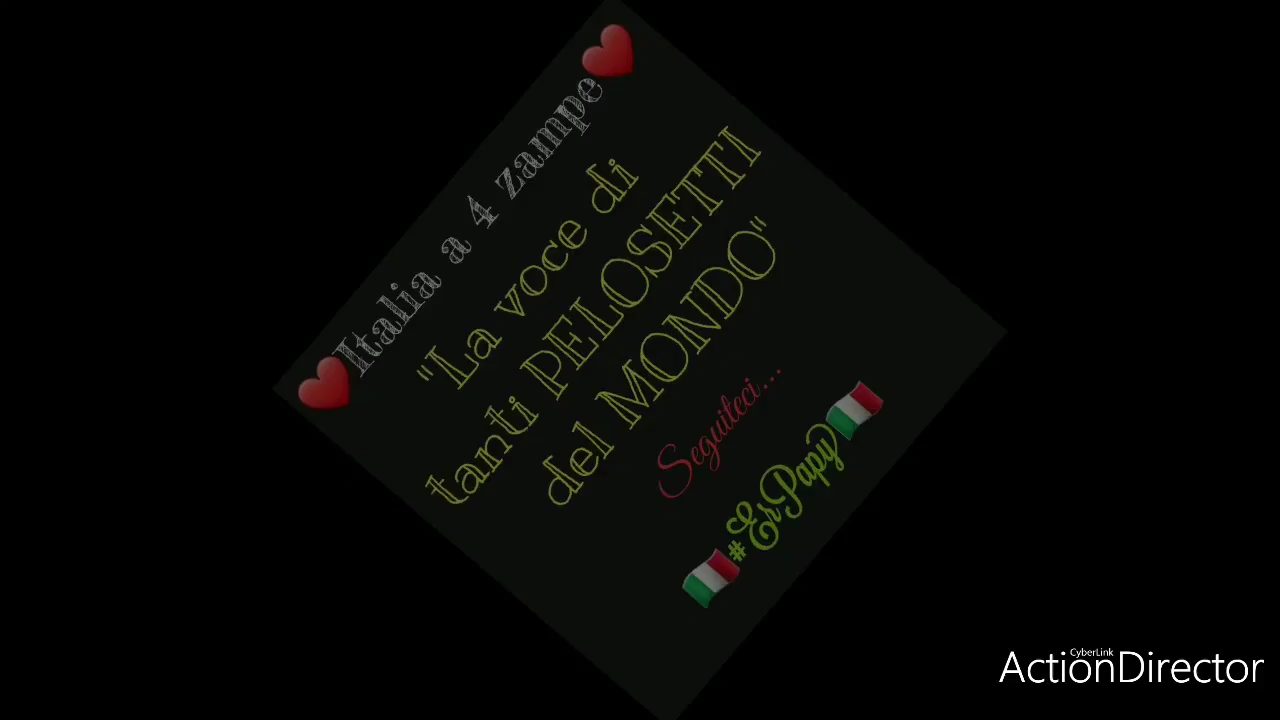 ❤️Italia a 4 zampe❤️
"La voce di
tanti PELOSETTI
del MONDO"
Seguiteci...
🇮🇹#ErPapy🇮🇹
CyberLink
ActionDirector